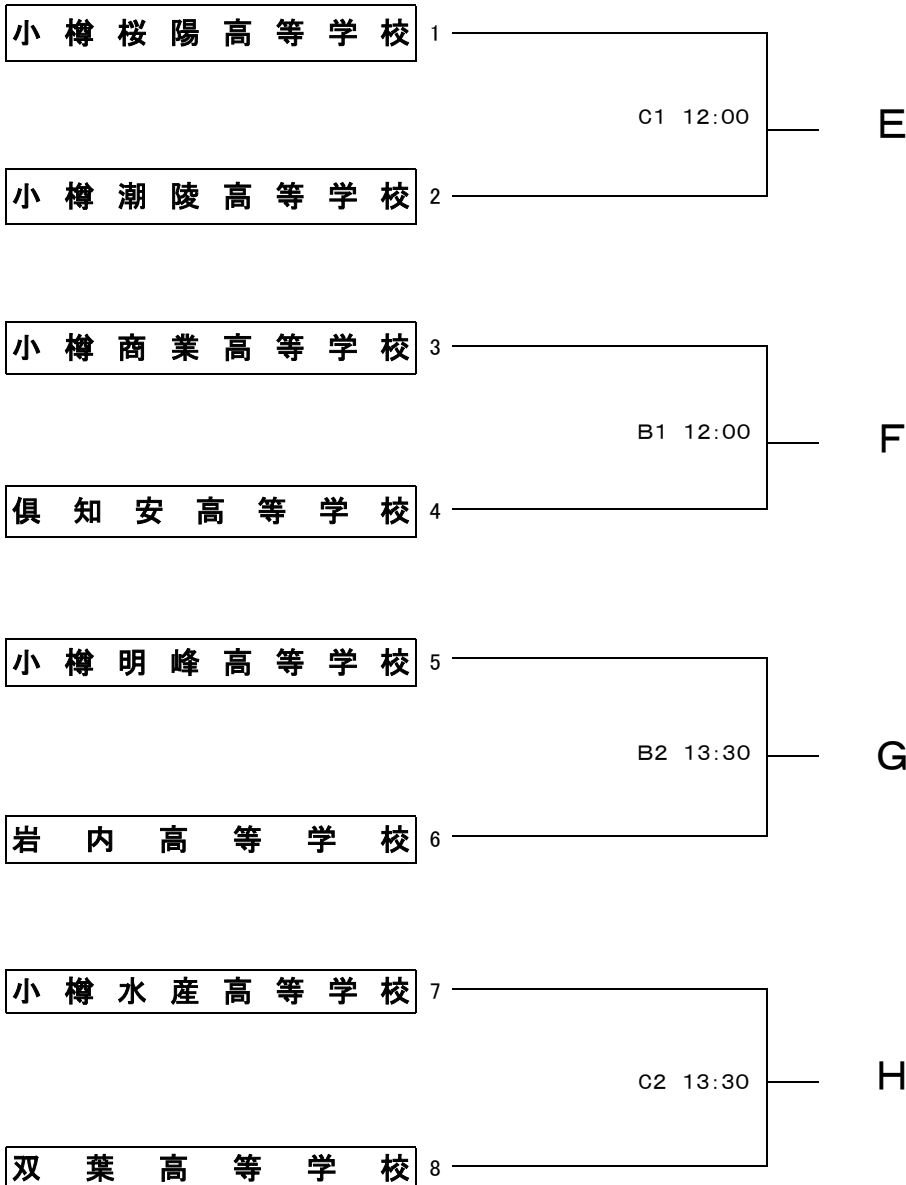 小樽桜陽高等学校 1
C1 12:00 E
小樽潮陵高等学校 2
小樽商業高等学校 3
B1 12:00 F
倶知安高等学校 4
小樽明峰高等学校 5
B2 13:30 G
岩内高等学校 6
小樽水産高等学校 7
C2 13:30 H
双葉高等学校 8